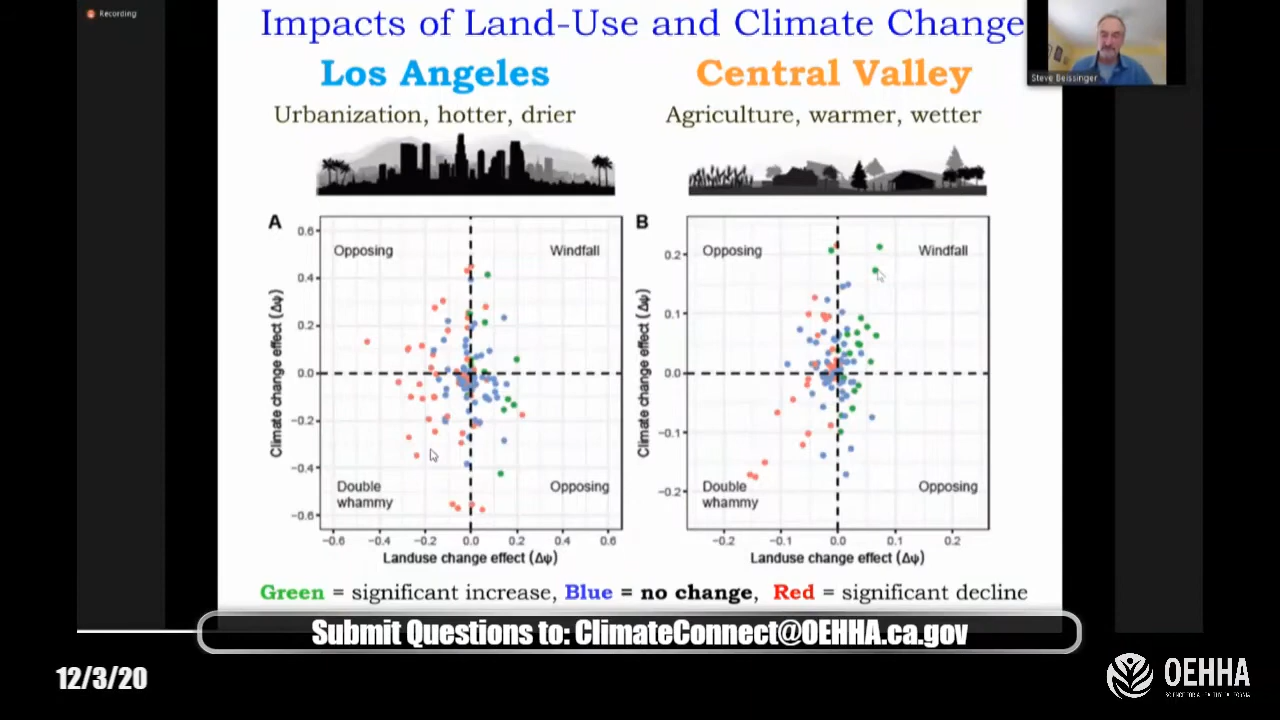 Recording
Impacts of Land-Use and Climate Change
Steve Beissinger
Los Angeles
Central Valley
Urbanization, hotter, drier
Agriculture, warmer, wetter
A
Opposing
Windfall
Double
whammy
Opposing
0.6
0.4
0.2
0.0
−0.2
−0.4
−0.6
Climate change effect (Δψ)
−0.6 −0.4 −0.2 0.0 0.2 0.4 0.6
Landuse change effect (Δψ)
B
Opposing
Windfall
Double
whammy
Opposing
0.2
0.1
0.0
−0.1
−0.2
Climate change effect (Δψ)
−0.2 −0.1 0.0 0.1 0.2
Landuse change effect (Δψ)
Green = significant increase, Blue = no change, Red = significant decline
Submit Questions to: ClimateConnect@OEHHA.ca.gov
12/3/20
OEHHA